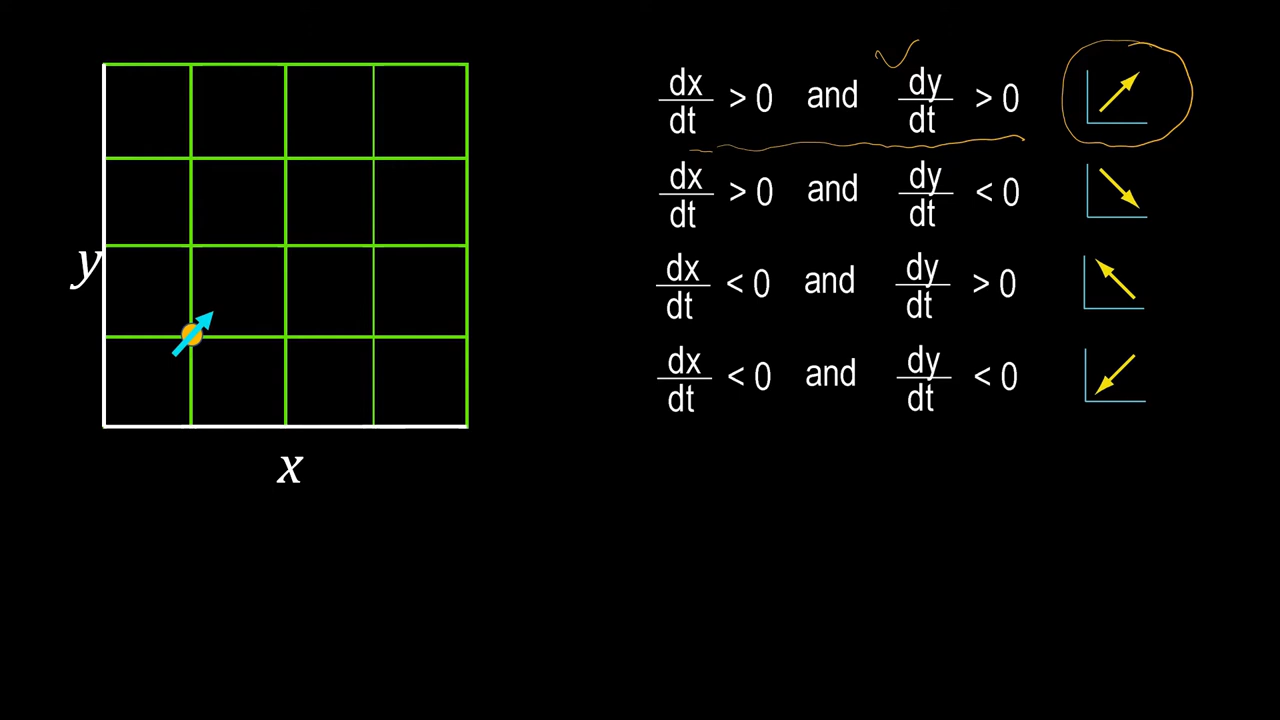 dx/dt > 0 and dy/dt > 0
dx/dt > 0 and dy/dt < 0
dx/dt < 0 and dy/dt > 0
dx/dt < 0 and dy/dt < 0
y
x